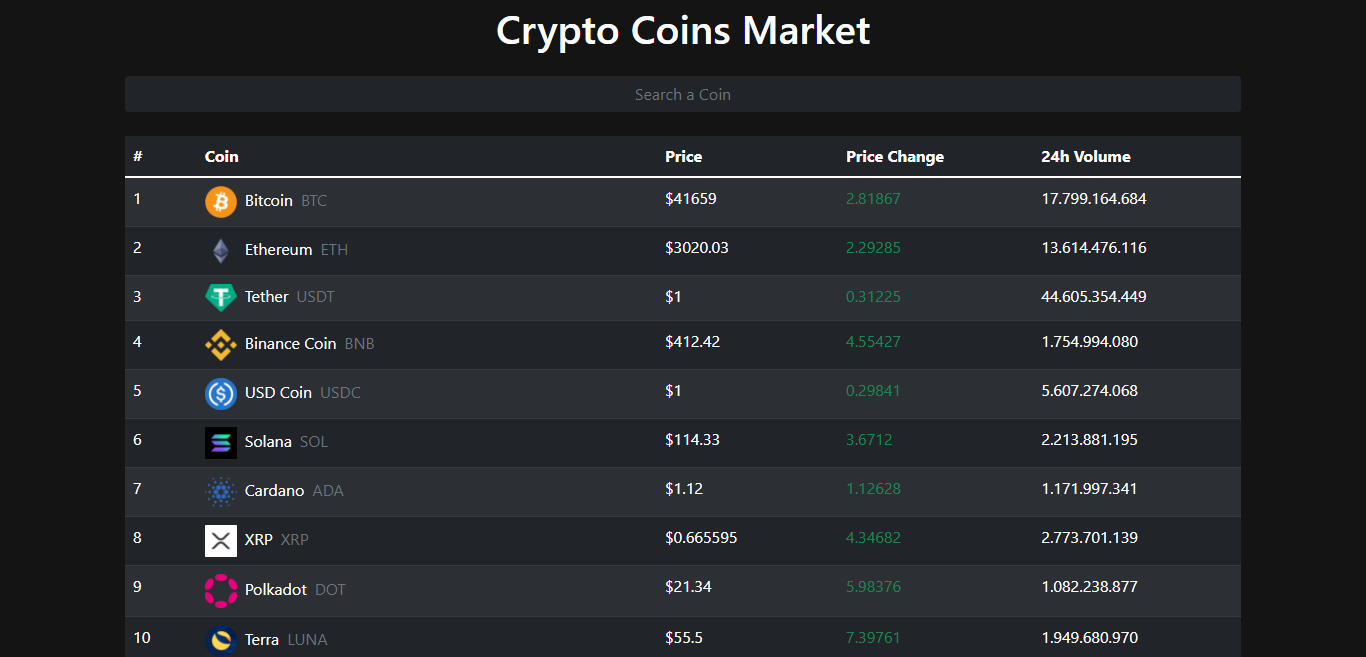 Crypto Coins Market
Search a Coin
# Coin Price Price Change 24h Volume
1 Bitcoin BTC $41659 2.81867 17.799.164.684
2 Ethereum ETH $3020.03 2.29285 13.614.476.116
3 Tether USDT $1 0.31225 44.605.354.449
4 Binance Coin BNB $412.42 4.55427 1.754.994.080
5 USD Coin USDC $1 0.29841 5.607.274.068
6 Solana SOL $114.33 3.6712 2.213.881.195
7 Cardano ADA $1.12 1.12628 1.171.997.341
8 XRP XRP $0.665595 4.34682 2.773.701.139
9 Polkadot DOT $21.34 5.98376 1.082.238.877
10 Terra LUNA $55.5 7.39761 1.949.680.970